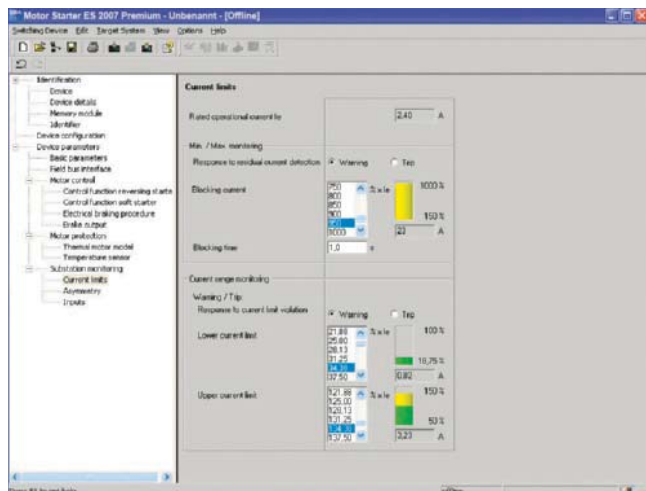 Motor Starter ES 2007 Premium - Unbenannt - [Offline]
Switching Device Edit Target System View Options Help
Identification
Device
Device details
Memory module
Identifier
Device configuration
Device parameters
Basic parameters
Field bus interface
Motor control
Control function reversing starte
Control function soft starter
Electrical braking procedure
Brake output
Motor protection
Thermal motor model
Temperature sensor
Substation monitoring
Current limits
Asymmetry
Inputs
Current limits
Rated operational current Ie 2,40 A
Min. / Max. monitoring
Response to residual current detection Warning Trip
Blocking current
750
800
850
900
950
1000
% x Ie
1000 %
150 %
23 A
Blocking time 1,0 s
Current range monitoring
Warning / Trip
Response to current limit violation Warning Trip
Lower current limit
21,88
25,00
28,13
31,25
34,38
37,50
% x Ie
100 %
18,75 %
0,82 A
Upper current limit
121,88
125,00
128,13
131,25
134,38
137,50
% x Ie
150 %
50 %
3,23 A